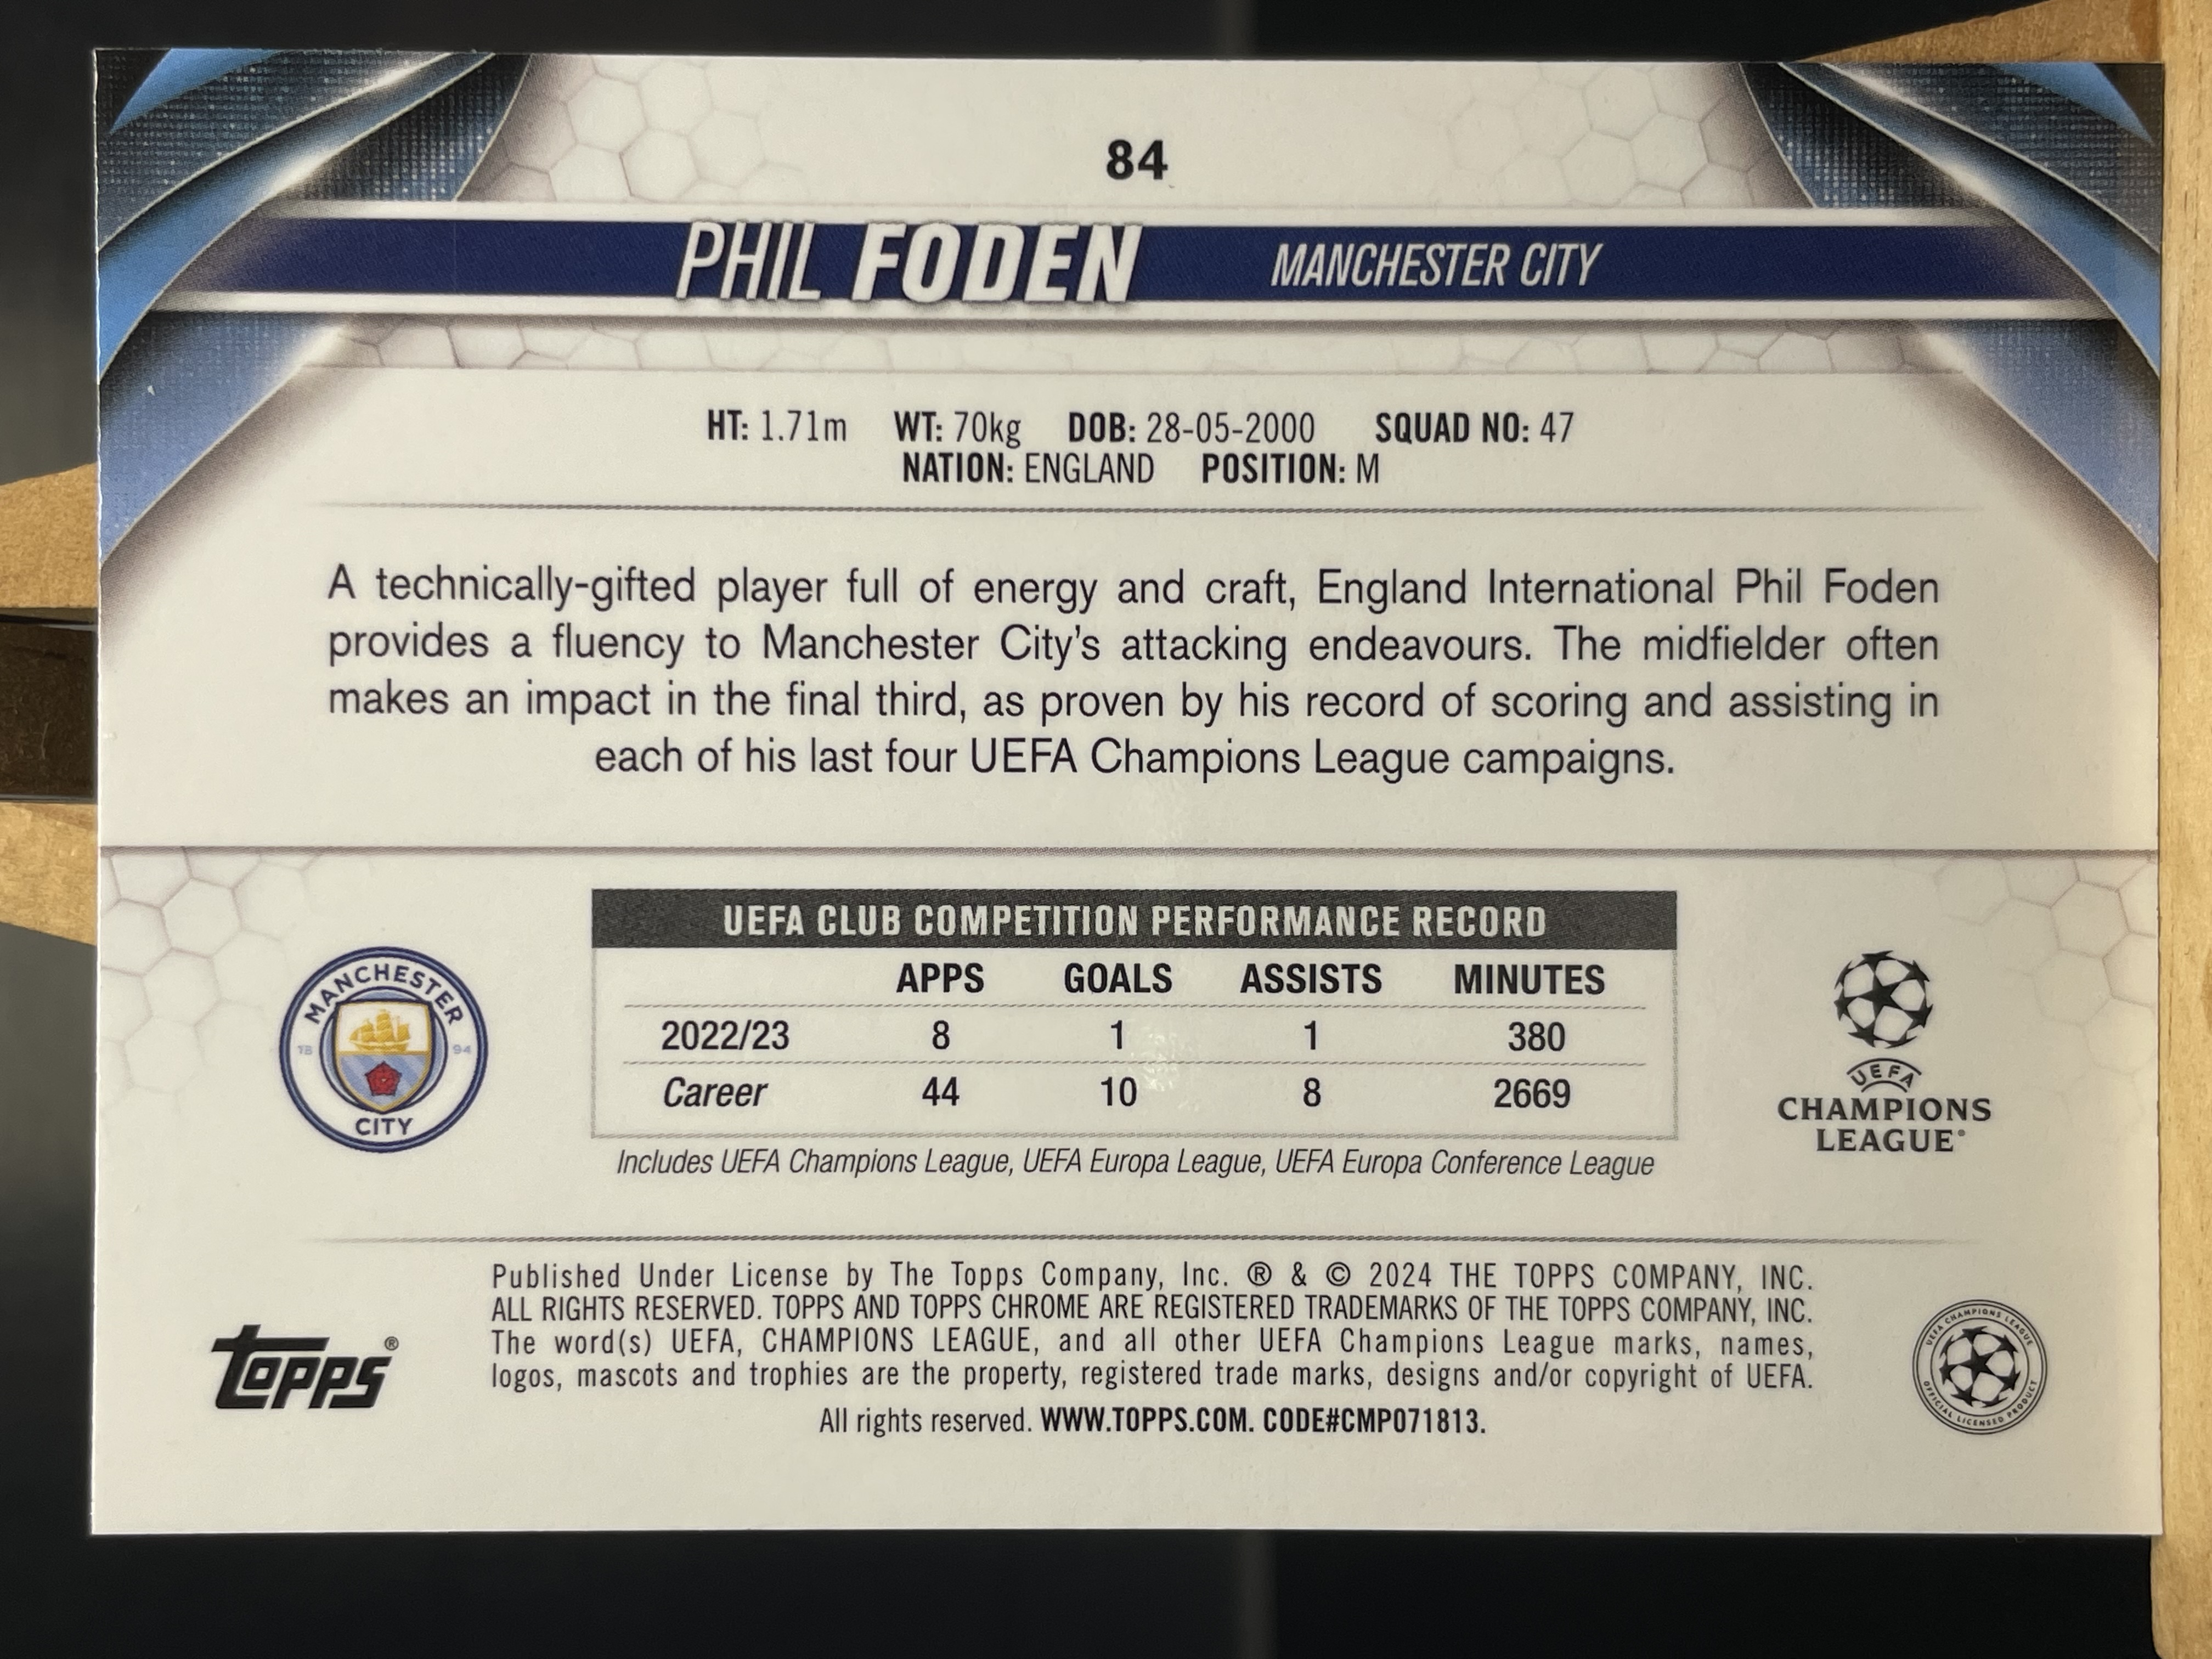 84
PHIL FODEN MANCHESTER CITY
HT: 1.71m WT: 70kg DOB: 28-05-2000 SQUAD NO: 47
NATION: ENGLAND POSITION: M
A technically-gifted player full of energy and craft, England International Phil Foden
provides a fluency to Manchester City's attacking endeavours. The midfielder often
makes an impact in the final third, as proven by his record of scoring and assisting in
each of his last four UEFA Champions League campaigns.
UEFA CLUB COMPETITION PERFORMANCE RECORD
APPS GOALS ASSISTS MINUTES
2022/23 8 1 1 380
Career 44 10 8 2669
Includes UEFA Champions League, UEFA Europa League, UEFA Europa Conference League
MANCHESTER
18 94
CITY
UEFA
CHAMPIONS
LEAGUE®
Published Under License by The Topps Company, Inc. ® & © 2024 THE TOPPS COMPANY, INC.
ALL RIGHTS RESERVED. TOPPS AND TOPPS CHROME ARE REGISTERED TRADEMARKS OF THE TOPPS COMPANY, INC.
The word(s) UEFA, CHAMPIONS LEAGUE, and all other UEFA Champions League marks, names,
logos, mascots and trophies are the property, registered trade marks, designs and/or copyright of UEFA.
All rights reserved. WWW.TOPPS.COM. CODE#CMP071813.
topps®
UEFA CHAMPIONS LEAGUE
OFFICIAL LICENSED PRODUCT